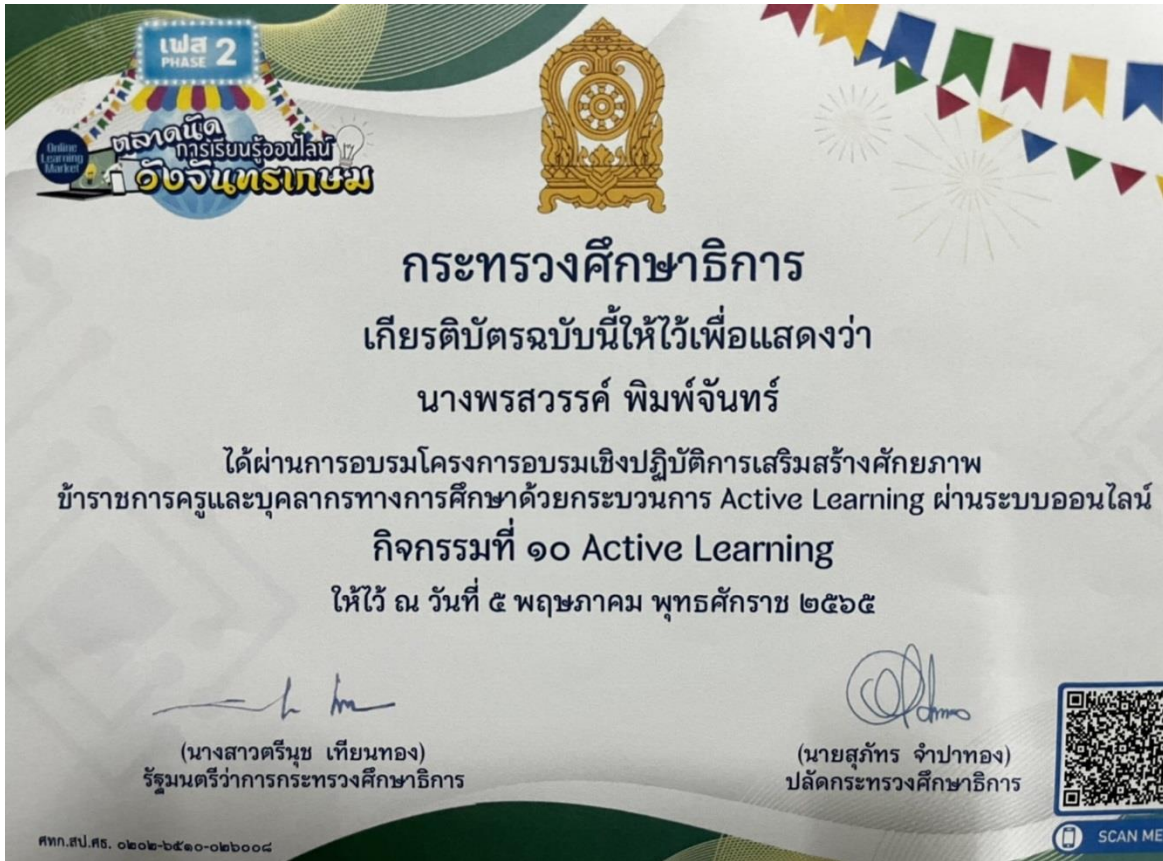 เฟส 2
PHASE
ตลาดนัด
การเรียนรู้ออนไลน์
วังจันทรเกษม
Online
Learning
Market
กระทรวงศึกษาธิการ
เกียรติบัตรฉบับนี้ให้ไว้เพื่อแสดงว่า
นางพรสวรรค์ พิมพ์จันทร์
ได้ผ่านการอบรมโครงการอบรมเชิงปฏิบัติการเสริมสร้างศักยภาพ
ข้าราชการครูและบุคลากรทางการศึกษาด้วยกระบวนการ Active Learning ผ่านระบบออนไลน์
กิจกรรมที่ ๑๐ Active Learning
ให้ไว้ ณ วันที่ ๕ พฤษภาคม พุทธศักราช ๒๕๖๕
(นางสาวตรีนุช เทียนทอง)
รัฐมนตรีว่าการกระทรวงศึกษาธิการ
(นายสุภัทร จำปาทอง)
ปลัดกระทรวงศึกษาธิการ
ศทก.สป.ศธ. ๐๒๐๒-๖๕๑๐-๐๒๖๐๐๔
SCAN ME